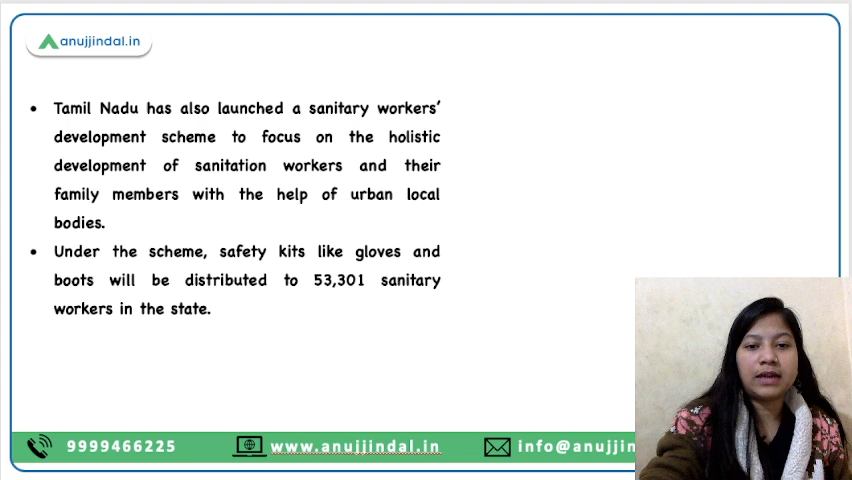 anujjindal.in
• Tamil Nadu has also launched a sanitary workers'
development scheme to focus on the holistic
development of sanitation workers and their
family members with the help of urban local
bodies.
• Under the scheme, safety kits like gloves and
boots will be distributed to 53,301 sanitary
workers in the state.
9999466225 www.anujjindal.in info@anujjin